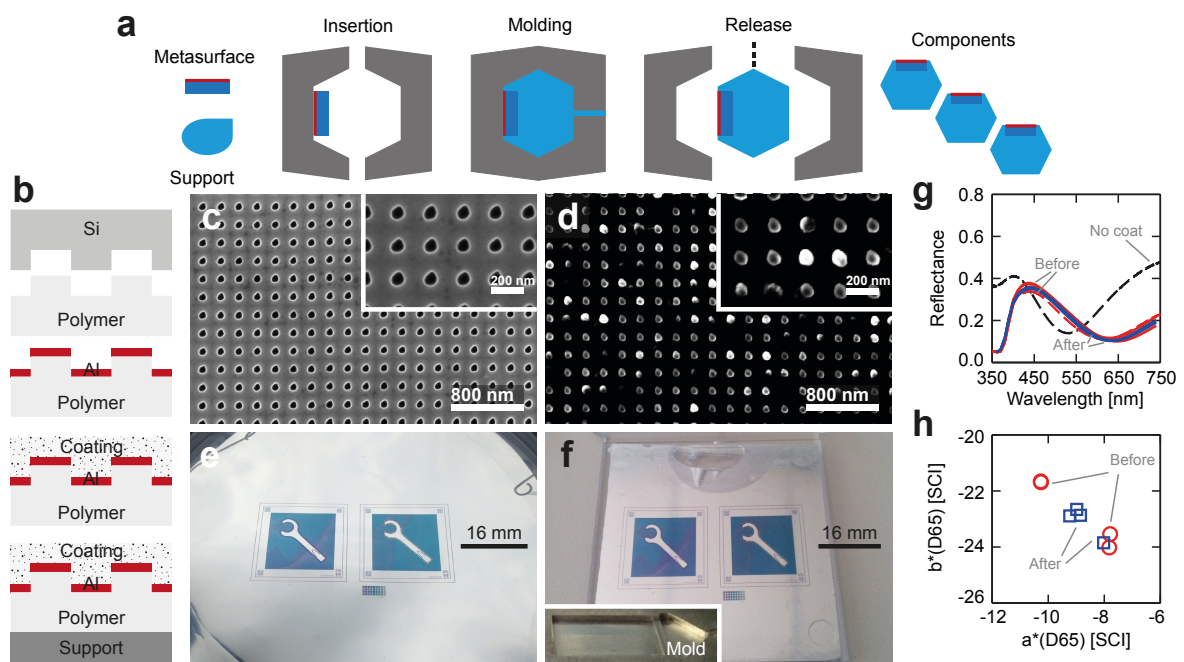 a
Metasurface
Support
Insertion
Molding
Release
Components
b
Si
Polymer
Al
Polymer
Coating
Al
Polymer
Coating
Al
Polymer
Support
c
200 nm
800 nm
d
200 nm
800 nm
e
16 mm
f
16 mm
Mold
g
Reflectance
0.8
0.6
0.4
0.2
0.0
No coat
Before
After
350 450 550 650 750
Wavelength [nm]
h
b*(D65) [SCI]
-20
-22
-24
-26
Before
After
-12 -10 -8 -6
a*(D65) [SCI]